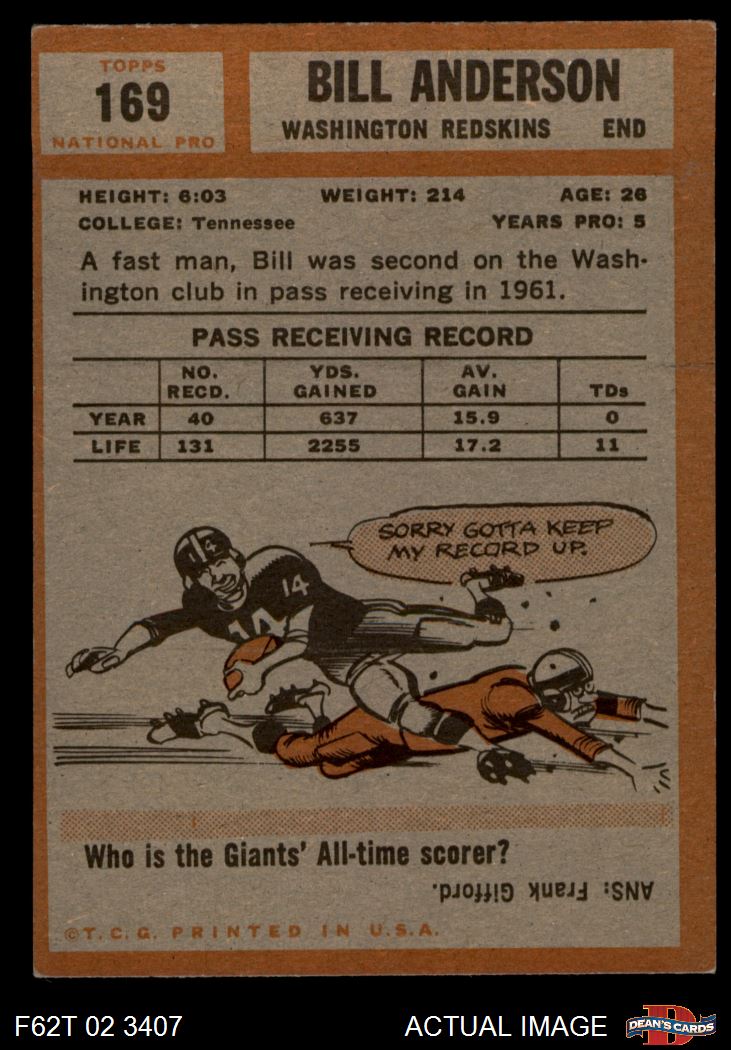 TOPPS
169
NATIONAL PRO
BILL ANDERSON
WASHINGTON REDSKINS END
HEIGHT: 6:03 WEIGHT: 214 AGE: 26
COLLEGE: Tennessee YEARS PRO: 5
A fast man, Bill was second on the Wash-
ington club in pass receiving in 1961.
PASS RECEIVING RECORD
NO. RECD. YDS. GAINED AV. GAIN TDs
YEAR 40 637 15.9 0
LIFE 131 2255 17.2 11
SORRY GOTTA KEEP
MY RECORD UP.
4
14
14
Who is the Giants' All-time scorer?
ANS: Frank Gifford.
©T.C.G. PRINTED IN U.S.A.
F62T 02 3407 ACTUAL IMAGE
D
DEAN'S CARDS